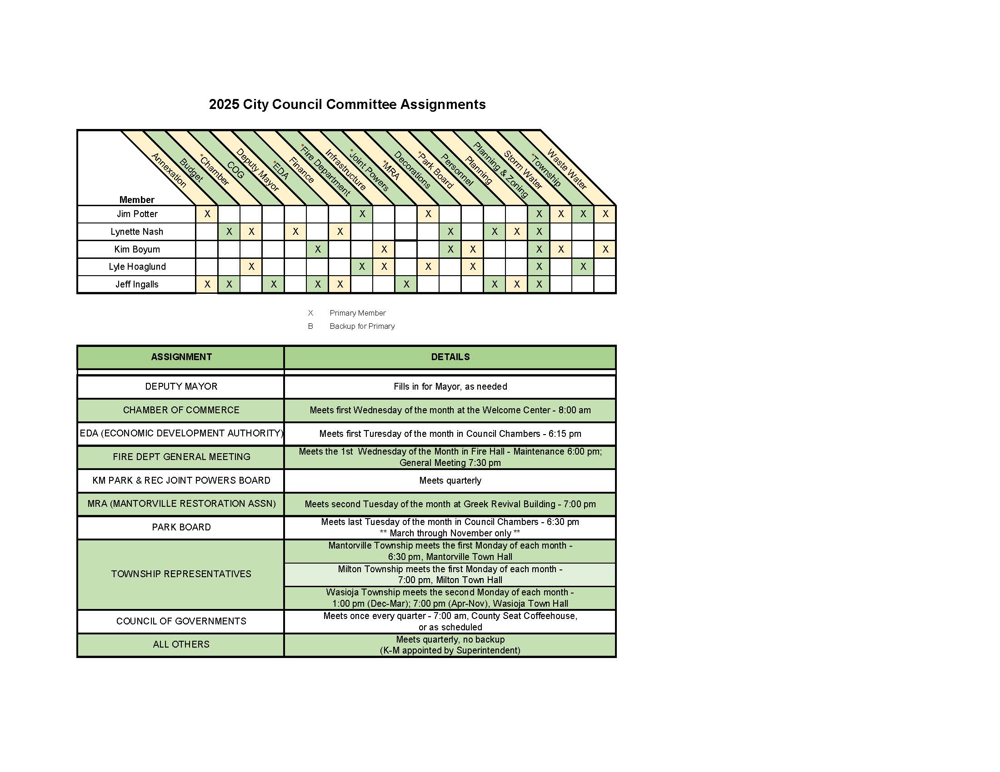 2025 City Council Committee Assignments
Member
Annexation
Budget
*Chamber
COG
Deputy Mayor
*EDA
Finance
*Fire Department
Infrastructure
*Joint Powers
*MRA
Decorations
*Park Board
Personnel
Planning
Planning & Zoning
Storm Water
*Township
Waste Water
Jim Potter X X X X X X X
Lynette Nash X X X X X X X X
Kim Boyum X X X X X X X
Lyle Hoaglund X X X X X X X
Jeff Ingalls X X X X X X X X X
X Primary Member
B Backup for Primary
ASSIGNMENT DETAILS
DEPUTY MAYOR Fills in for Mayor, as needed
CHAMBER OF COMMERCE Meets first Wednesday of the month at the Welcome Center - 8:00 am
EDA (ECONOMIC DEVELOPMENT AUTHORITY) Meets first Turesday of the month in Council Chambers - 6:15 pm
FIRE DEPT GENERAL MEETING Meets the 1st  Wednesday of the Month in Fire Hall - Maintenance 6:00 pm;
General Meeting 7:30 pm
KM PARK & REC JOINT POWERS BOARD Meets quarterly
MRA (MANTORVILLE RESTORATION ASSN) Meets second Tuesday of the month at Greek Revival Building - 7:00 pm
PARK BOARD Meets last Tuesday of the month in Council Chambers - 6:30 pm
** March through November only **
TOWNSHIP REPRESENTATIVES
Mantorville Township meets the first Monday of each month -
6:30 pm, Mantorville Town Hall
Milton Township meets the first Monday of each month -
7:00 pm, Milton Town Hall
Wasioja Township meets the second Monday of each month -
1:00 pm (Dec-Mar); 7:00 pm (Apr-Nov), Wasioja Town Hall
COUNCIL OF GOVERNMENTS Meets once every quarter - 7:00 am, County Seat Coffeehouse,
or as scheduled
ALL OTHERS Meets quarterly, no backup
(K-M appointed by Superintendent)